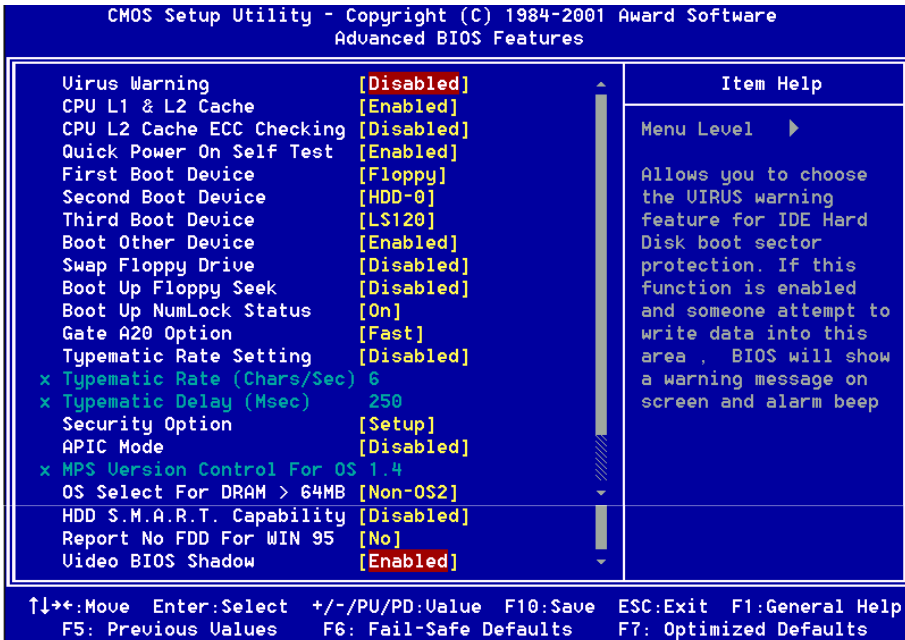 CMOS Setup Utility - Copyright (C) 1984-2001 Award Software
Advanced BIOS Features
Virus Warning [Disabled]
CPU L1 & L2 Cache [Enabled]
CPU L2 Cache ECC Checking [Disabled]
Quick Power On Self Test [Enabled]
First Boot Device [Floppy]
Second Boot Device [HDD-0]
Third Boot Device [LS120]
Boot Other Device [Enabled]
Swap Floppy Drive [Disabled]
Boot Up Floppy Seek [Disabled]
Boot Up NumLock Status [On]
Gate A20 Option [Fast]
Typematic Rate Setting [Disabled]
x Typematic Rate (Chars/Sec) 6
x Typematic Delay (Msec) 250
Security Option [Setup]
APIC Mode [Disabled]
x MPS Version Control For OS 1.4
OS Select For DRAM > 64MB [Non-OS2]
HDD S.M.A.R.T. Capability [Disabled]
Report No FDD For WIN 95 [No]
Video BIOS Shadow [Enabled]
Item Help
Menu Level
Allows you to choose
the VIRUS warning
feature for IDE Hard
Disk boot sector
protection. If this
function is enabled
and someone attempt to
write data into this
area , BIOS will show
a warning message on
screen and alarm beep
↑↓→←:Move Enter:Select +/-/PU/PD:Value F10:Save ESC:Exit F1:General Help
F5: Previous Values F6: Fail-Safe Defaults F7: Optimized Defaults